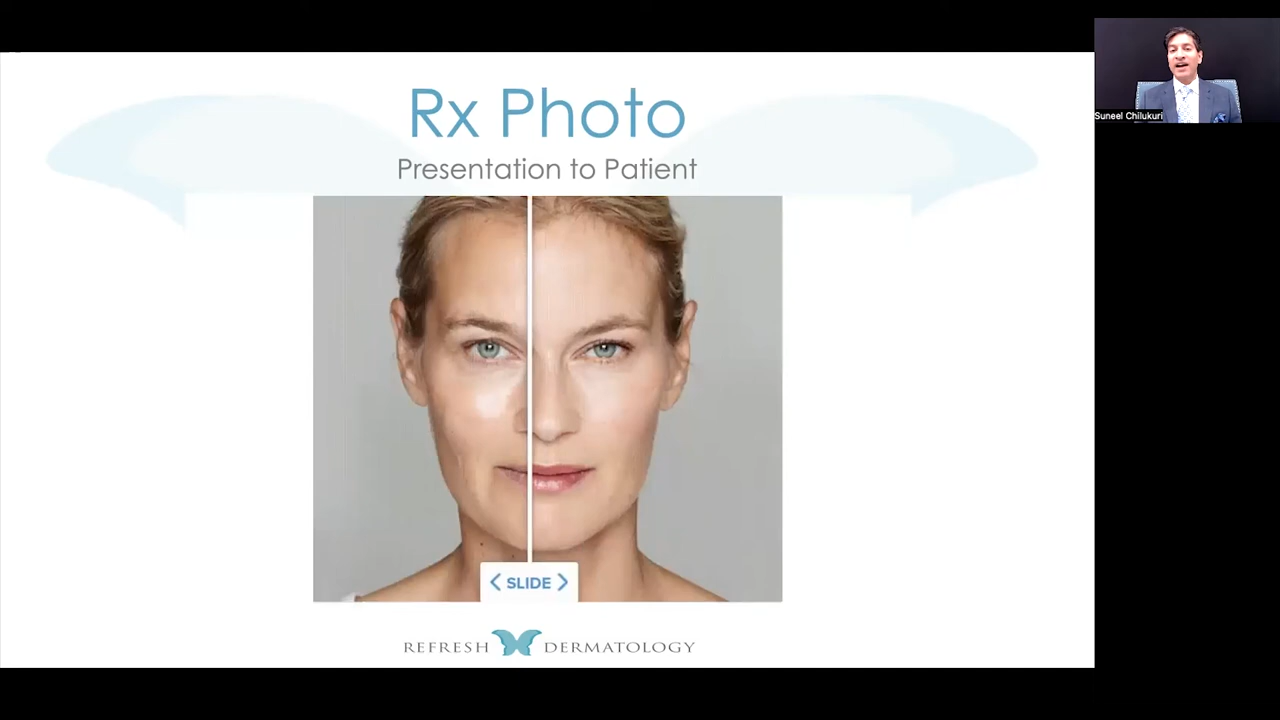 Rx Photo
Presentation to Patient
Suneel Chilukuri
< SLIDE >
REFRESH DERMATOLOGY